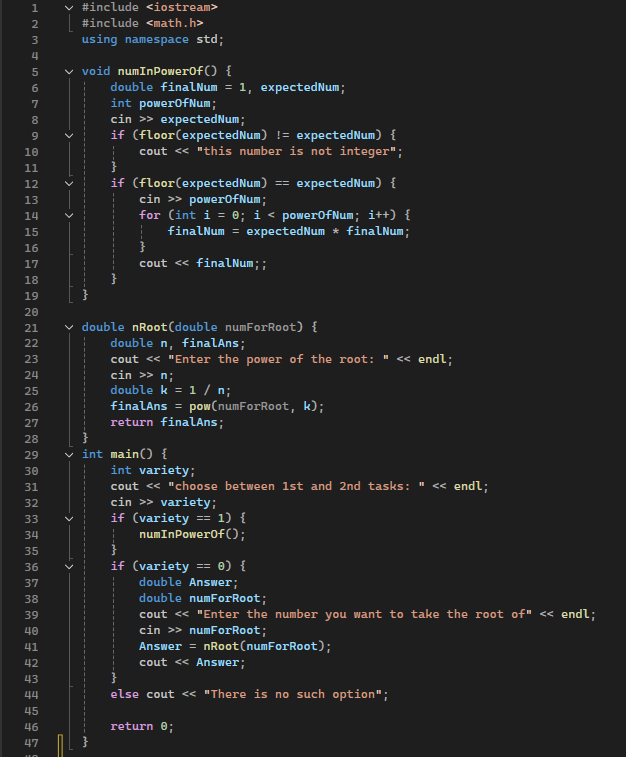 1 #include <iostream>
2 #include <math.h>
3 using namespace std;
4
5 void numInPowerOf() {
6 double finalNum = 1, expectedNum;
7 int powerOfNum;
8 cin >> expectedNum;
9 if (floor(expectedNum) != expectedNum) {
10 cout << "this number is not integer";
11 }
12 if (floor(expectedNum) == expectedNum) {
13 cin >> powerOfNum;
14 for (int i = 0; i < powerOfNum; i++) {
15 finalNum = expectedNum * finalNum;
16 }
17 cout << finalNum;;
18 }
19 }
20
21 double nRoot(double numForRoot) {
22 double n, finalAns;
23 cout << "Enter the power of the root: " << endl;
24 cin >> n;
25 double k = 1 / n;
26 finalAns = pow(numForRoot, k);
27 return finalAns;
28 }
29 int main() {
30 int variety;
31 cout << "choose between 1st and 2nd tasks: " << endl;
32 cin >> variety;
33 if (variety == 1) {
34 numInPowerOf();
35 }
36 if (variety == 0) {
37 double Answer;
38 double numForRoot;
39 cout << "Enter the number you want to take the root of" << endl;
40 cin >> numForRoot;
41 Answer = nRoot(numForRoot);
42 cout << Answer;
43 }
44 else cout << "There is no such option";
45
46 return 0;
47 }